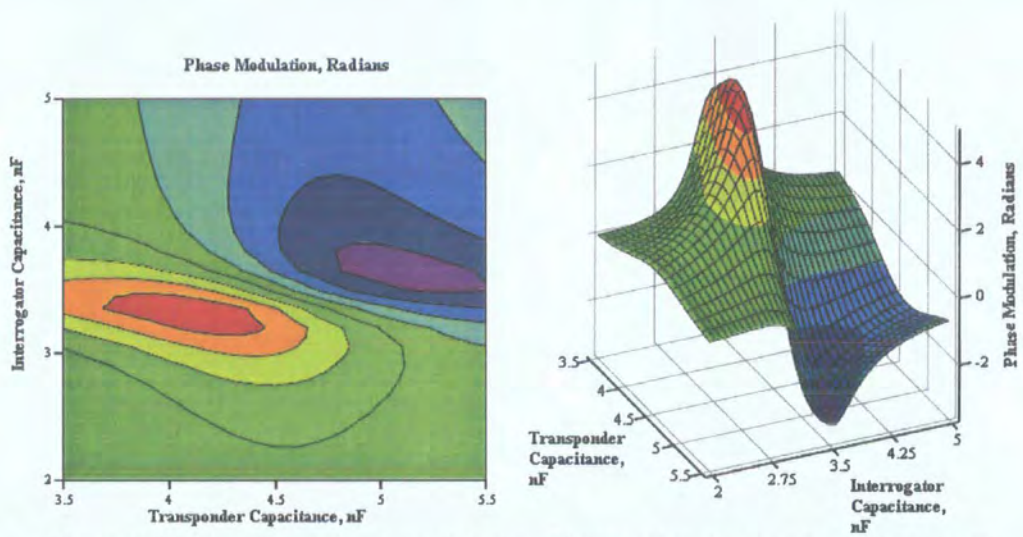 Phase Modulation, Radians
5
4
3
2
3.5
4
4.5
5
5.5
Interrogator Capacitance, nF
Transponder Capacitance, nF
4
2
0
-2
Phase Modulation, Radians
3.5
4
4.5
5
5.5
Transponder
Capacitance,
nF
2
2.75
3.5
4.25
5
Interrogator
Capacitance,
nF